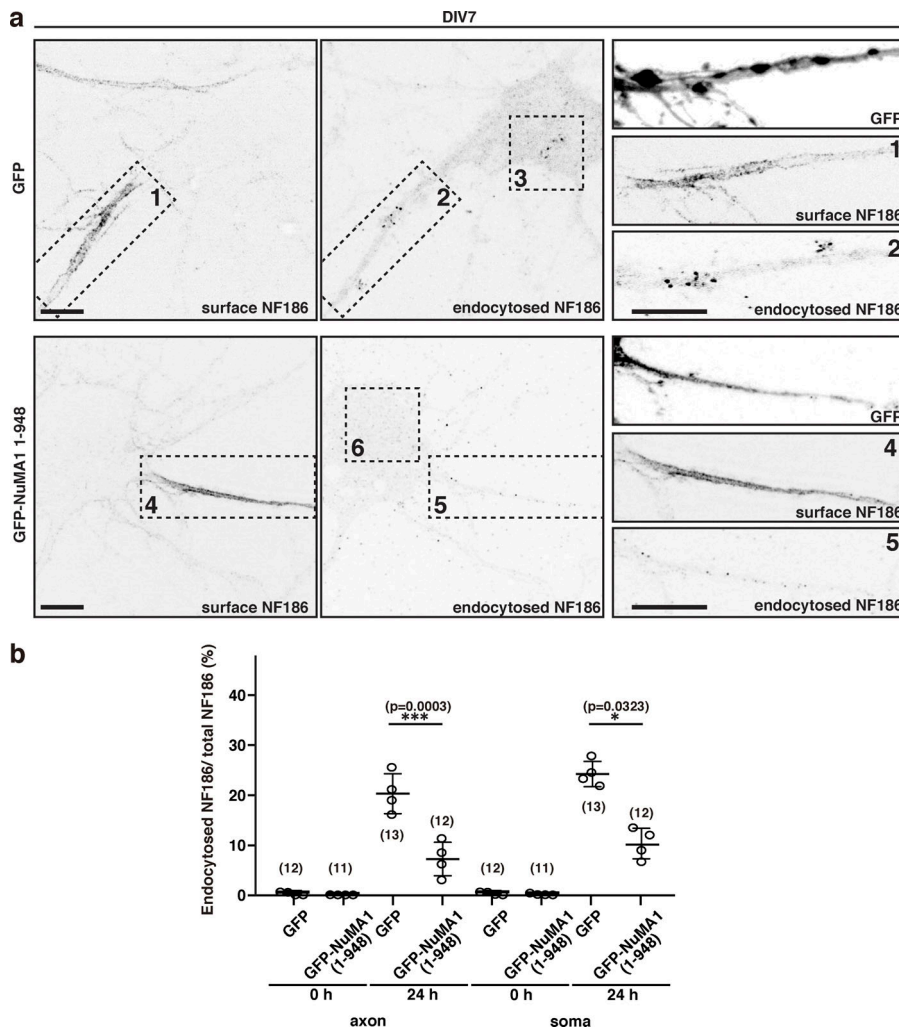 a
DIV7
GFP
1
surface NF186
2
3
endocytosed NF186
GFP
1
surface NF186
2
endocytosed NF186
GFP-NuMA1 1-948
4
surface NF186
6
5
endocytosed NF186
GFP
4
surface NF186
5
endocytosed NF186
b
Endocytosed NF186/ total NF186 (%)
40
30
20
10
0
(p=0.0003)
***
(p=0.0323)
*
(12)
(11)
(13)
(12)
(12)
(11)
(13)
(12)
GFP
GFP-NuMA1
(1-948)
GFP
GFP-NuMA1
(1-948)
GFP
GFP-NuMA1
(1-948)
GFP
GFP-NuMA1
(1-948)
0 h
24 h
0 h
24 h
axon
soma